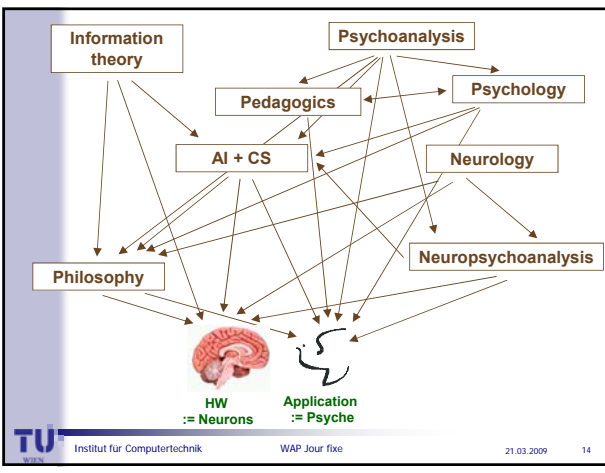 Information
theory
Psychoanalysis
Pedagogics
Psychology
AI + CS
Neurology
Philosophy
Neuropsychoanalysis
HW
:= Neurons
Application
:= Psyche
TU
WIEN
Institut für Computertechnik
WAP Jour fixe
21.03.2009
14